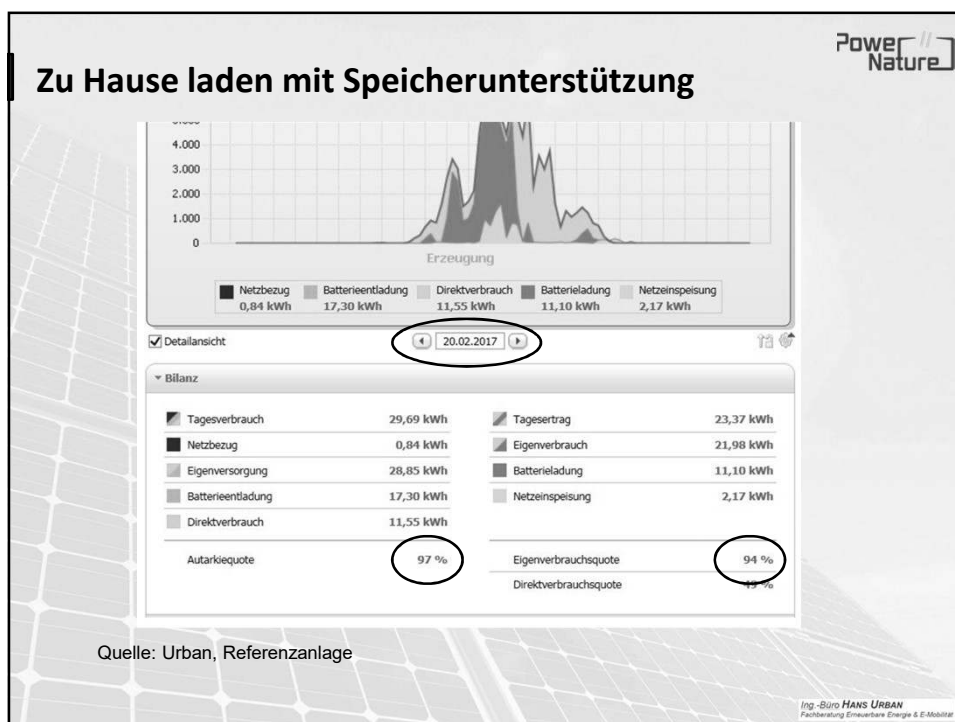 Power
Nature
Zu Hause laden mit Speicherunterstützung
4.000
3.000
2.000
1.000
0
Erzeugung
Netzbezug Batterieentladung Direktverbrauch Batterieladung Netzeinspeisung
0,84 kWh 17,30 kWh 11,55 kWh 11,10 kWh 2,17 kWh
Detailansicht 20.02.2017
Bilanz
Tagesverbrauch 29,69 kWh Tagesertrag 23,37 kWh
Netzbezug 0,84 kWh Eigenverbrauch 21,98 kWh
Eigenversorgung 28,85 kWh Batterieladung 11,10 kWh
Batterieentladung 17,30 kWh Netzeinspeisung 2,17 kWh
Direktverbrauch 11,55 kWh
Autarkiequote 97 % Eigenverbrauchsquote 94 %
Direktverbrauchsquote
Quelle: Urban, Referenzanlage
Ing.-Büro HANS URBAN
Fachberatung Erneuerbare Energie & E-Mobilität